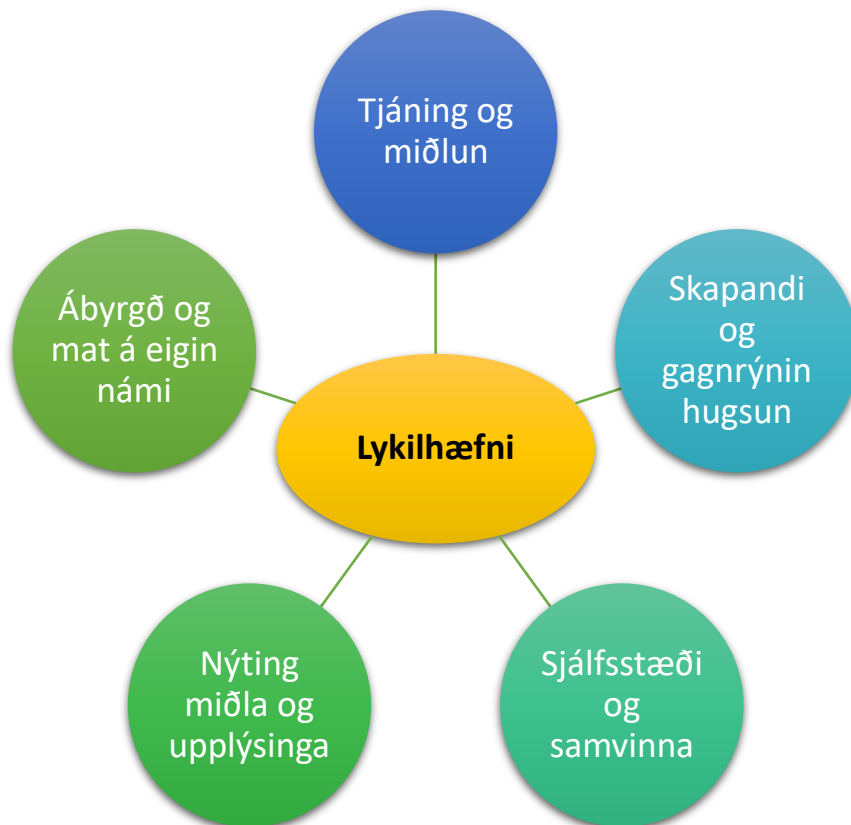 Tjáning og
miðlun
Skapandi
og
gagnrýnin
hugsun
Ábyrgð og
mat á eigin
námi
Lykilhæfni
Nýting
miðla og
upplýsinga
Sjálfsstæði
og
samvinna